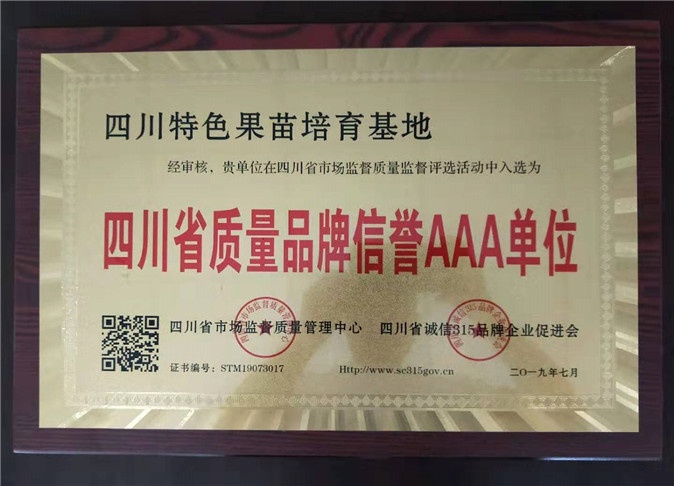 四川特色果苗培育基地
经审核，贵单位在四川省市场监督质量监督评选活动中入选为
四川省质量品牌信誉AAA单位
四川省市场监督质量管理中心 四川省诚信315品牌企业促进会
证书编号：STM19073017 Http://www.sc315gov.cn 二〇一九年七月